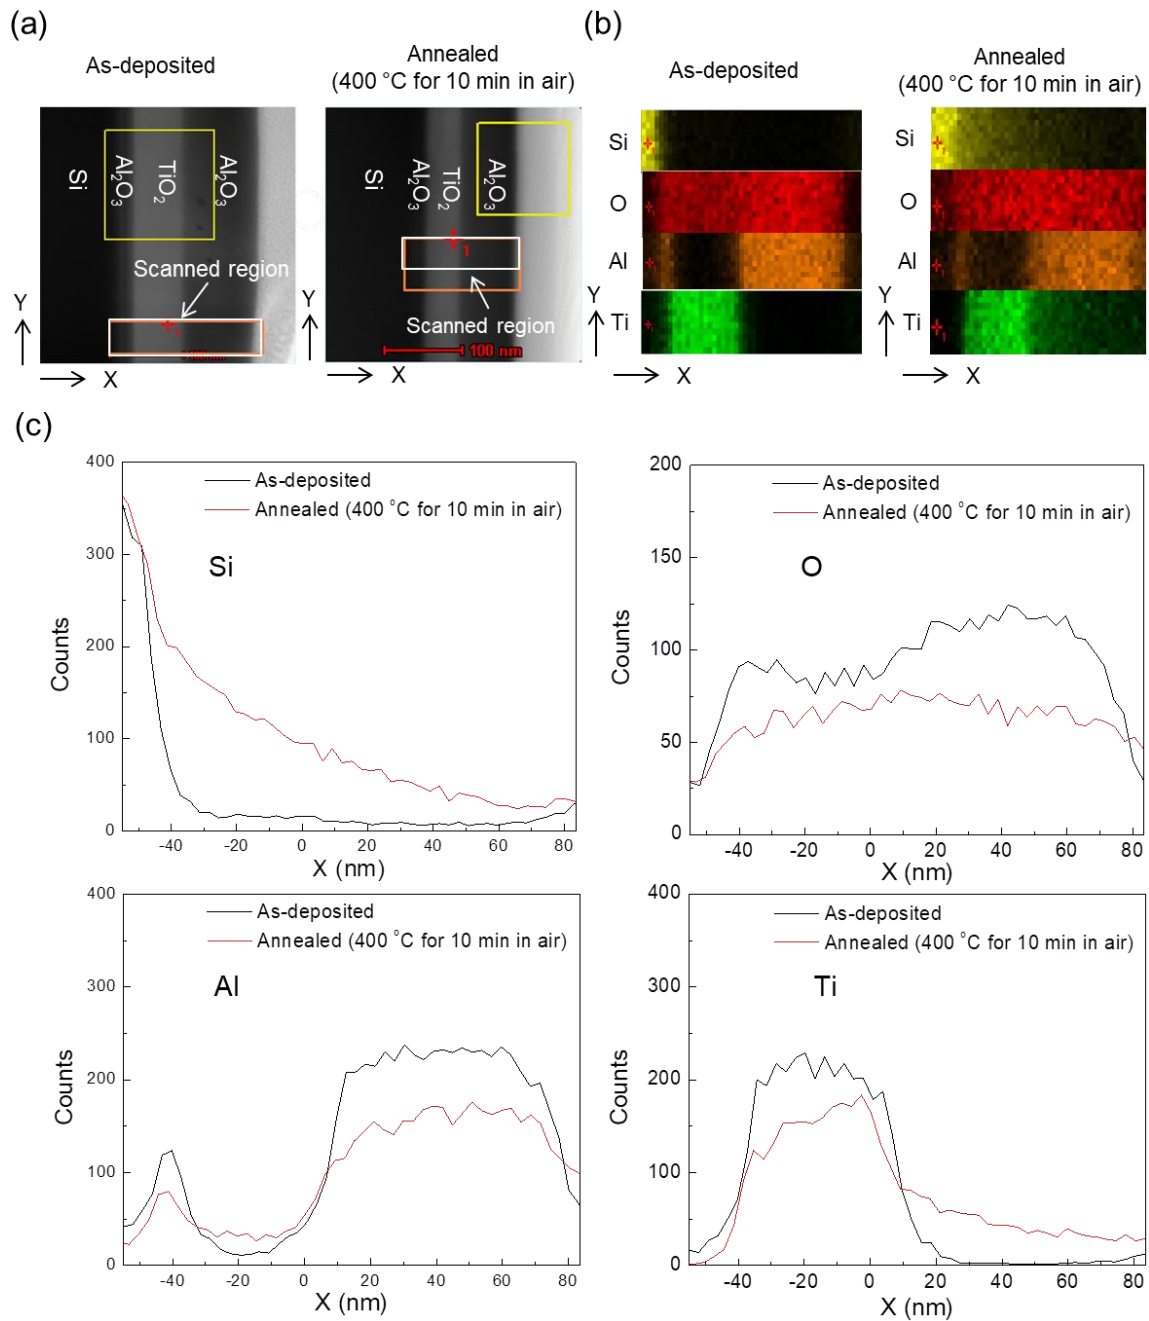 (a)
As-deposited
Annealed
(400 °C for 10 min in air)
Si
Al₂O₃
TiO₂
Al₂O₃
Scanned region
Y
X
Si
Al₂O₃
TiO₂
Al₂O₃
1
Scanned region
100 nm
Y
X
(b)
As-deposited
Annealed
(400 °C for 10 min in air)
Si
O
Al
Ti
Y
X
Si
O
Al
Ti
Y
X
(c)
400
300
200
100
0
Counts
As-deposited
Annealed (400 °C for 10 min in air)
Si
-40 -20 0 20 40 60 80
X (nm)
200
150
100
50
0
Counts
As-deposited
Annealed (400 °C for 10 min in air)
O
-40 -20 0 20 40 60 80
X (nm)
400
300
200
100
0
Counts
As-deposited
Annealed (400 °C for 10 min in air)
Al
-40 -20 0 20 40 60 80
X (nm)
400
300
200
100
0
Counts
As-deposited
Annealed (400 °C for 10 min in air)
Ti
-40 -20 0 20 40 60 80
X (nm)